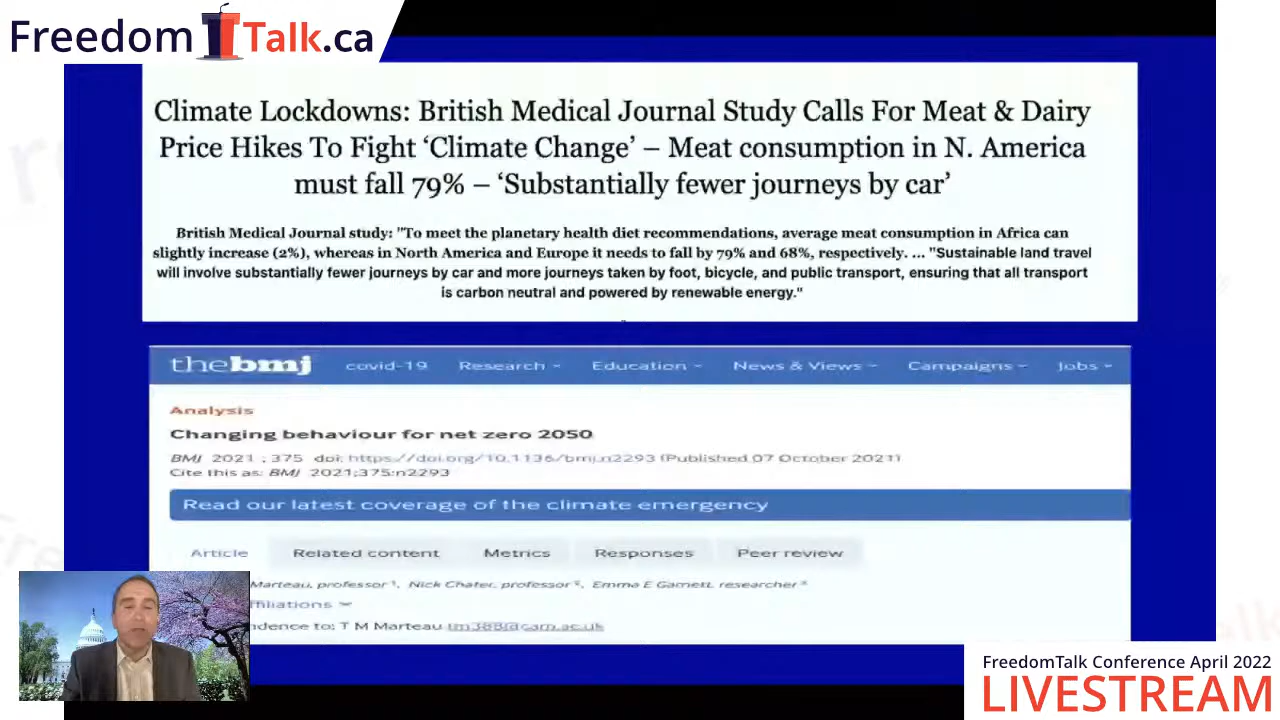 FreedomTalk.ca
Climate Lockdowns: British Medical Journal Study Calls For Meat & Dairy
Price Hikes To Fight ‘Climate Change’ – Meat consumption in N. America
must fall 79% – ‘Substantially fewer journeys by car’
British Medical Journal study: "To meet the planetary health diet recommendations, average meat consumption in Africa can
slightly increase (2%), whereas in North America and Europe it needs to fall by 79% and 68%, respectively. ... "Sustainable land travel
will involve substantially fewer journeys by car and more journeys taken by foot, bicycle, and public transport, ensuring that all transport
is carbon neutral and powered by renewable energy."
thebmj covid-19 Research Education News & Views Campaigns Jobs
Analysis
Changing behaviour for net zero 2050
BMJ 2021 ; 375 doi: https://doi.org/10.1136/bmj.n2293 (Published 07 October 2021)
Cite this as: BMJ 2021;375:n2293
Read our latest coverage of the climate emergency
Article Related content Metrics Responses Peer review
Marteau, professor 1, Nick Chater, professor 2, Emma E Garnett, researcher 3
ffiliations
ndence to: T M Marteau tm388@cam.ac.uk
FreedomTalk Conference April 2022
LIVESTREAM